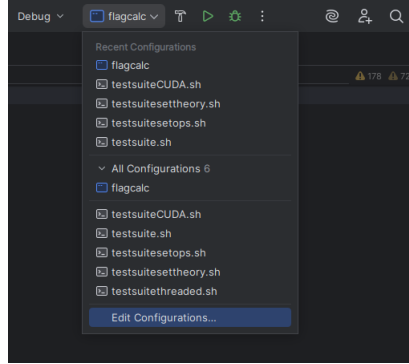 Debug flagcalc
178 72
Recent Configurations
flagcalc
testsuiteCUDA.sh
testsuitesettheory.sh
testsuitesetops.sh
testsuite.sh
All Configurations 6
flagcalc
testsuiteCUDA.sh
testsuite.sh
testsuitesetops.sh
testsuitesettheory.sh
testsuitethreaded.sh
Edit Configurations...